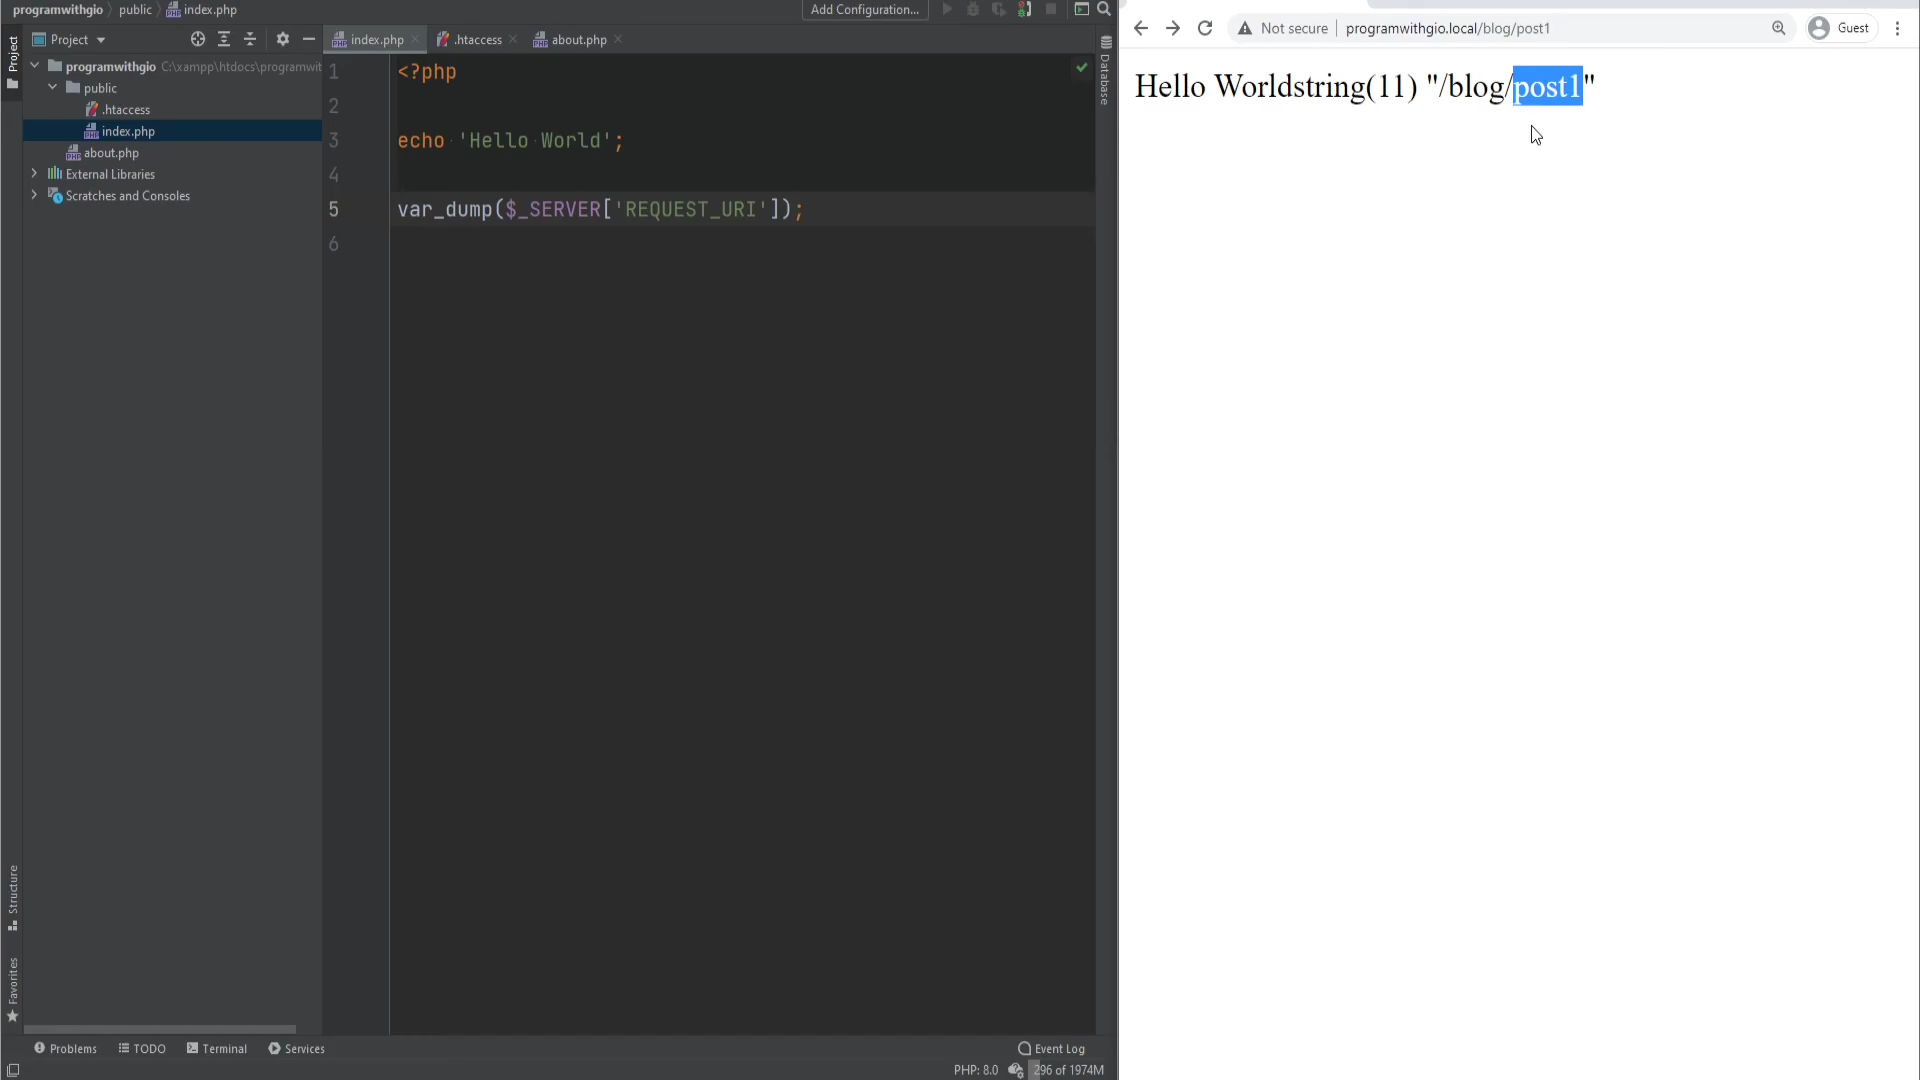 programwithgio public index.php
Add Configuration...
Project
index.php
.htaccess
about.php
Project
programwithgio C:\xampp\htdocs\programwit
public
.htaccess
index.php
about.php
External Libraries
Scratches and Consoles
1 <?php
2
3 echo 'Hello World';
4
5 var_dump($_SERVER['REQUEST_URI']);
6
Database
Structure
Favorites
Problems
TODO
Terminal
Services
Event Log
PHP: 8.0
296 of 1974M
Not secure
programwithgio.local/blog/post1
Guest
Hello Worldstring(11) "/blog/post1"